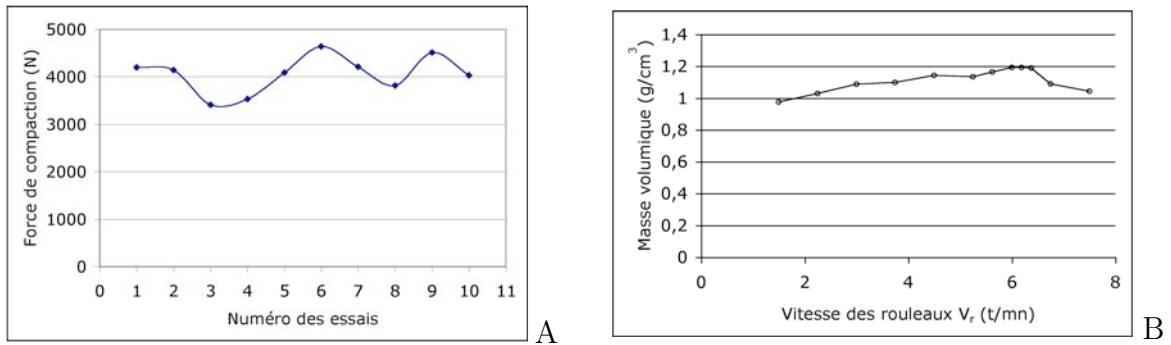 5000
4000
3000
2000
1000
0
0 1 2 3 4 5 6 7 8 9 10 11
Force de compaction (N)
Numéro des essais
A
1,4
1,2
1
0,8
0,6
0,4
0,2
0
0 2 4 6 8
Masse volumique (g/cm³)
Vitesse des rouleaux Vr (t/mn)
B